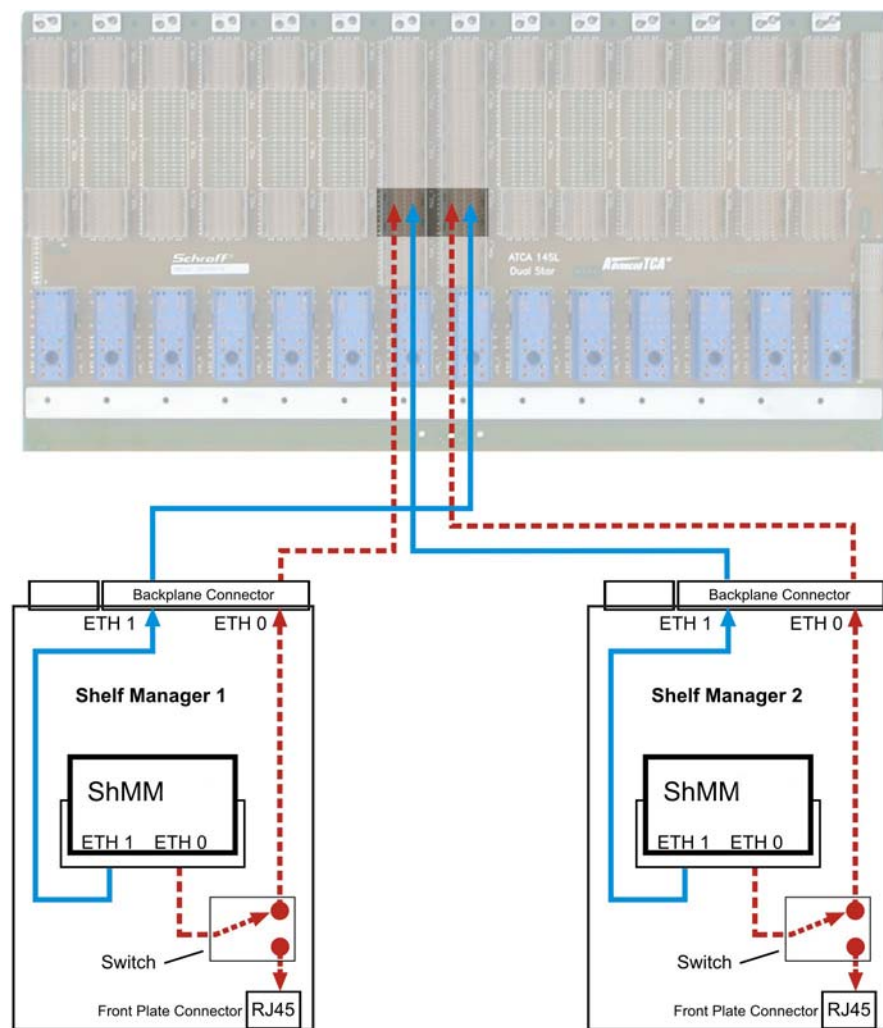 Schroff
ATCA 14SL
Dual Star
AdvancedTCA
Backplane Connector
Backplane Connector
ETH 1
ETH 0
ETH 1
ETH 0
Shelf Manager 1
Shelf Manager 2
ShMM
ShMM
ETH 1
ETH 0
ETH 1
ETH 0
Switch
Switch
Front Plate Connector
RJ45
Front Plate Connector
RJ45